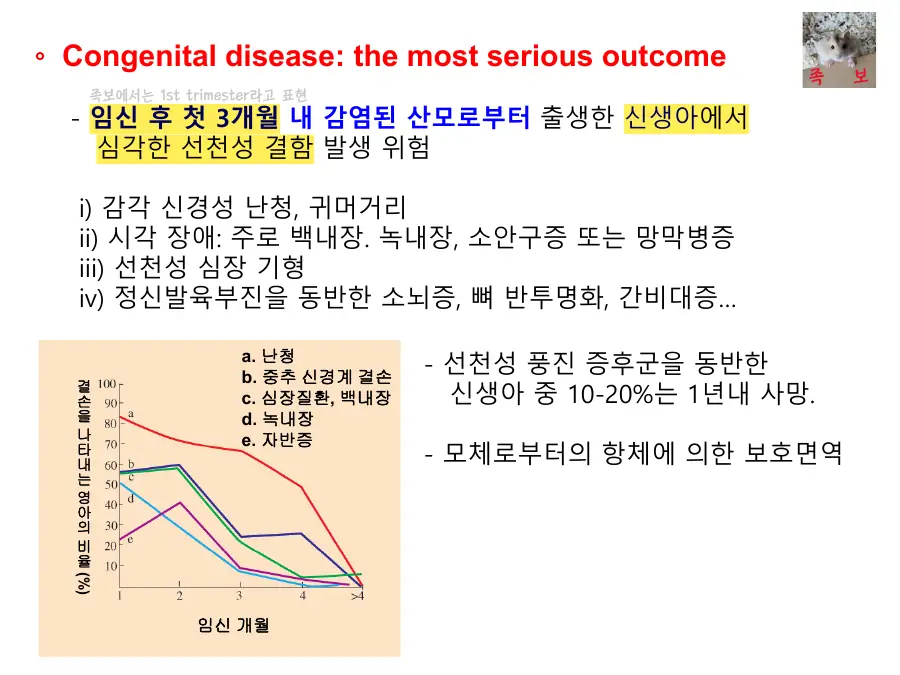 Congenital disease: the most serious outcome
족 보
족보에서는 1st trimester라고 표현
- 임신 후 첫 3개월 내 감염된 산모로부터 출생한 신생아에서
심각한 선천성 결함 발생 위험
i) 감각 신경성 난청, 귀머거리
ii) 시각 장애: 주로 백내장. 녹내장, 소안구증 또는 망막병증
iii) 선천성 심장 기형
iv) 정신발육부진을 동반한 소뇌증, 뼈 반투명화, 간비대증...
a. 난청
b. 중추 신경계 결손
c. 심장질환, 백내장
d. 녹내장
e. 자반증
결손을 나타내는 영아의 비율 (%)
100
90
80
70
60
50
40
30
20
10
a
b
c
d
e
1 2 3 4 >4
임신 개월
- 선천성 풍진 증후군을 동반한
신생아 중 10-20%는 1년내 사망.
- 모체로부터의 항체에 의한 보호면역